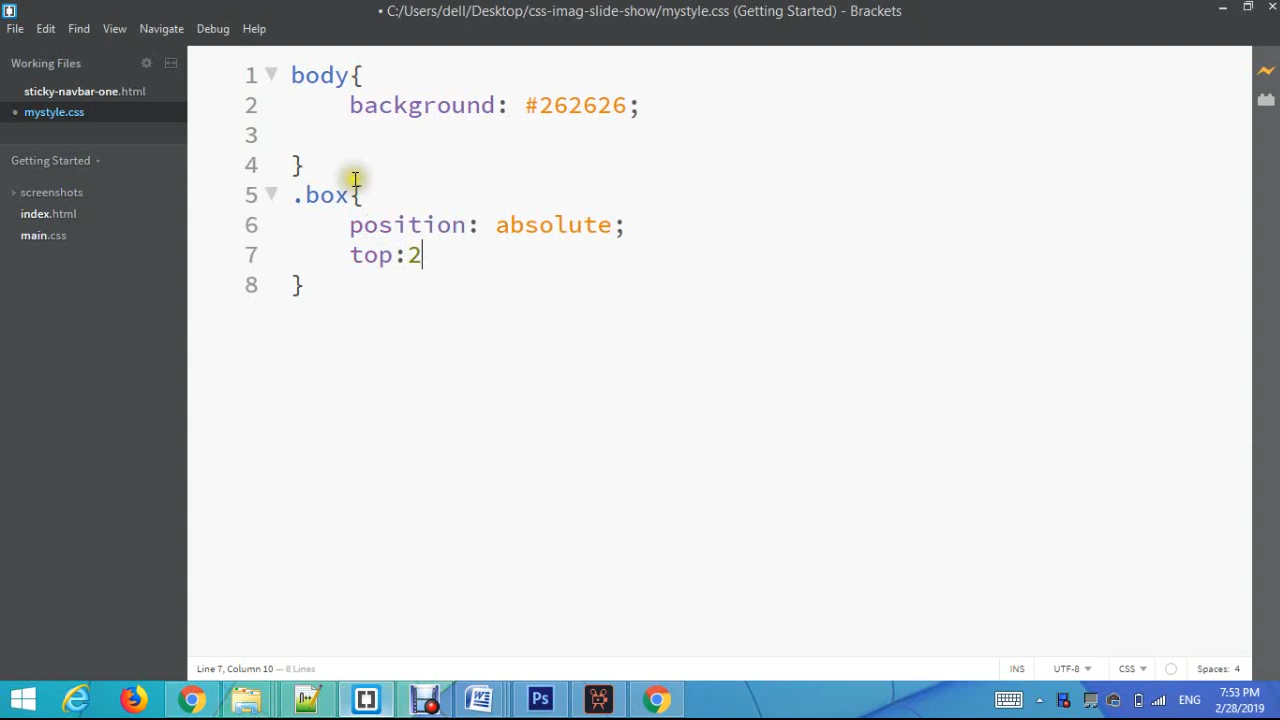 • C:/Users/dell/Desktop/css-imag-slide-show/mystyle.css (Getting Started) - Brackets
File Edit Find View Navigate Debug Help
Working Files
sticky-navbar-one.html
• mystyle.css
Getting Started
screenshots
index.html
main.css
1 body{
2 background: #262626;
3
4 }
5 .box{
6 position: absolute;
7 top:2
8 }
Line 7, Column 10 — 8 Lines
INS UTF-8 CSS Spaces: 4
Ps
ENG
7:53 PM
2/28/2019